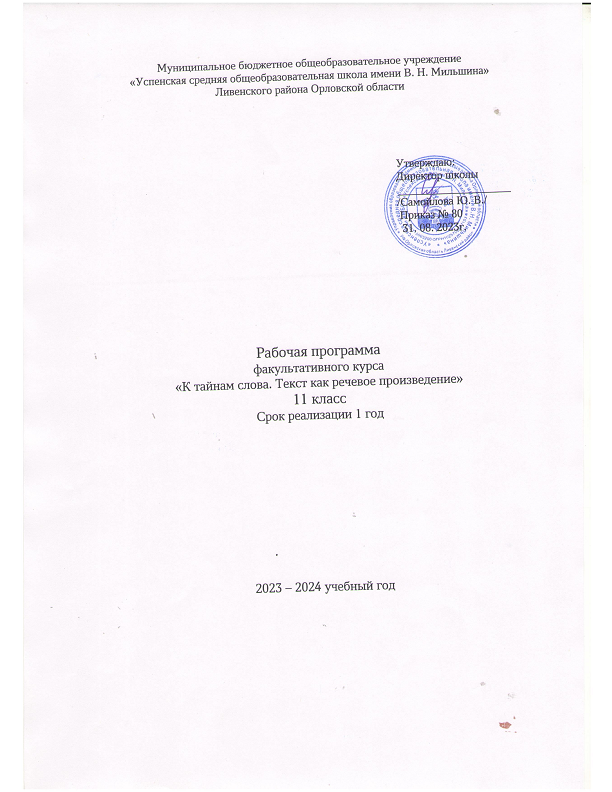 Муниципальное бюджетное общеобразовательное учреждение
«Успенская средняя общеобразовательная школа имени В. Н. Мильшина»
Ливенского района Орловской области
Утверждаю:
Директор школы
/Самойлова Ю. В./
Приказ № 80
31. 08. 2023г.
Рабочая программа
факультативного курса
«К тайнам слова. Текст как речевое произведение»
11 класс
Срок реализации 1 год
2023 – 2024 учебный год